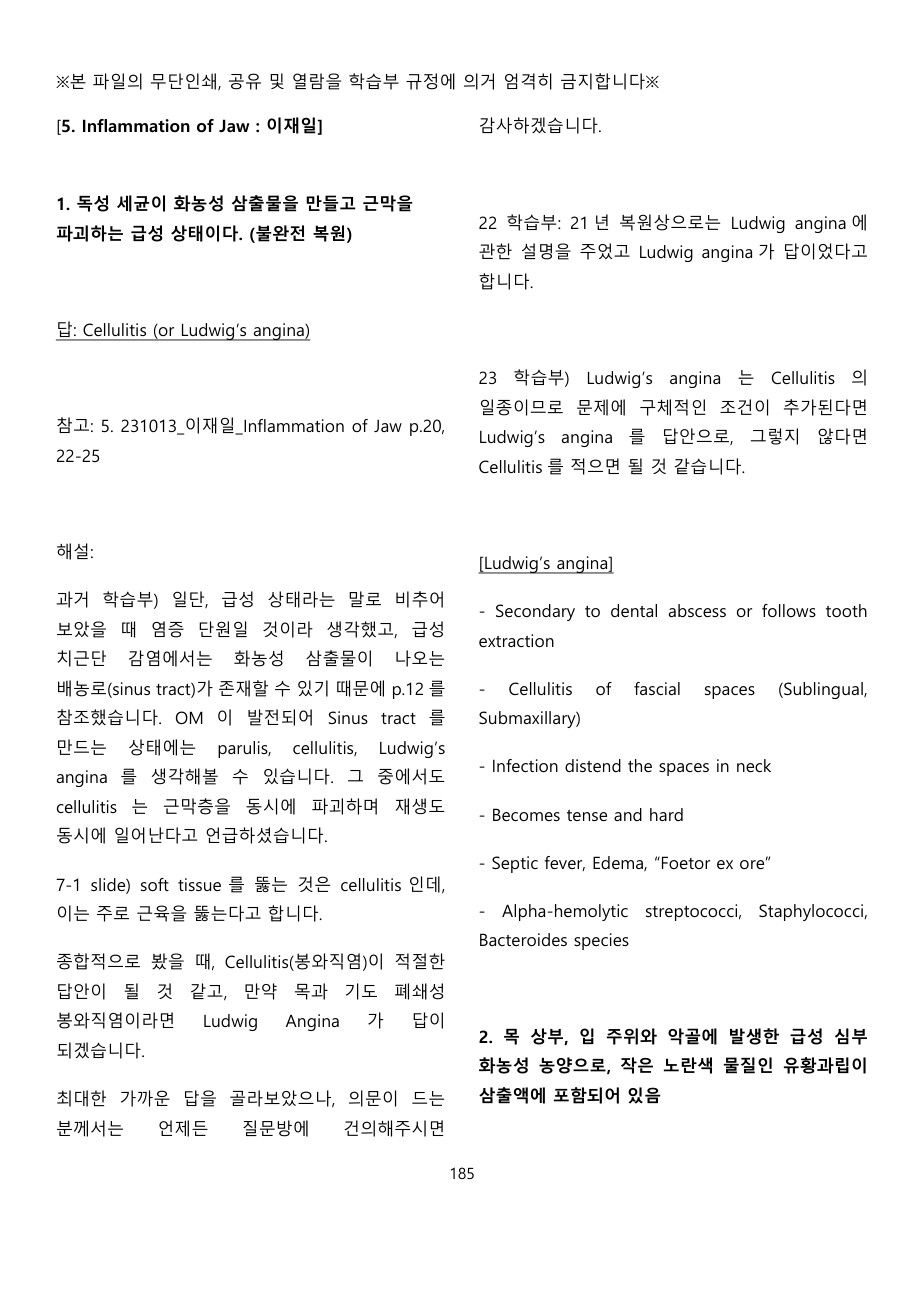 ※본 파일의 무단인쇄, 공유 및 열람을 학습부 규정에 의거 엄격히 금지합니다※
[5. Inflammation of Jaw : 이재일]
1. 독성 세균이 화농성 삼출물을 만들고 근막을
파괴하는 급성 상태이다. (불완전 복원)
답: Cellulitis (or Ludwig’s angina)
참고: 5. 231013_이재일_Inflammation of Jaw p.20,
22-25
해설:
과거 학습부) 일단, 급성 상태라는 말로 비추어
보았을 때 염증 단원일 것이라 생각했고, 급성
치근단 감염에서는 화농성 삼출물이 나오는
배농로(sinus tract)가 존재할 수 있기 때문에 p.12 를
참조했습니다. OM 이 발전되어 Sinus tract 를
만드는 상태에는 parulis, cellulitis, Ludwig’s
angina 를 생각해볼 수 있습니다. 그 중에서도
cellulitis 는 근막층을 동시에 파괴하며 재생도
동시에 일어난다고 언급하셨습니다.
7-1 slide) soft tissue 를 뚫는 것은 cellulitis 인데,
이는 주로 근육을 뚫는다고 합니다.
종합적으로 봤을 때, Cellulitis(봉와직염)이 적절한
답안이 될 것 같고, 만약 목과 기도 폐쇄성
봉와직염이라면 Ludwig Angina 가 답이
되겠습니다.
최대한 가까운 답을 골라보았으나, 의문이 드는
분께서는 언제든 질문방에 건의해주시면
감사하겠습니다.
22 학습부: 21 년 복원상으로는 Ludwig angina 에
관한 설명을 주었고 Ludwig angina 가 답이었다고
합니다.
23 학습부) Ludwig’s angina 는 Cellulitis 의
일종이므로 문제에 구체적인 조건이 추가된다면
Ludwig’s angina 를 답안으로, 그렇지 않다면
Cellulitis 를 적으면 될 것 같습니다.
[Ludwig’s angina]
- Secondary to dental abscess or follows tooth
extraction
- Cellulitis of fascial spaces (Sublingual,
Submaxillary)
- Infection distend the spaces in neck
- Becomes tense and hard
- Septic fever, Edema, “Foetor ex ore”
- Alpha-hemolytic streptococci, Staphylococci,
Bacteroides species
2. 목 상부, 입 주위와 악골에 발생한 급성 심부
화농성 농양으로, 작은 노란색 물질인 유황과립이
삼출액에 포함되어 있음
185